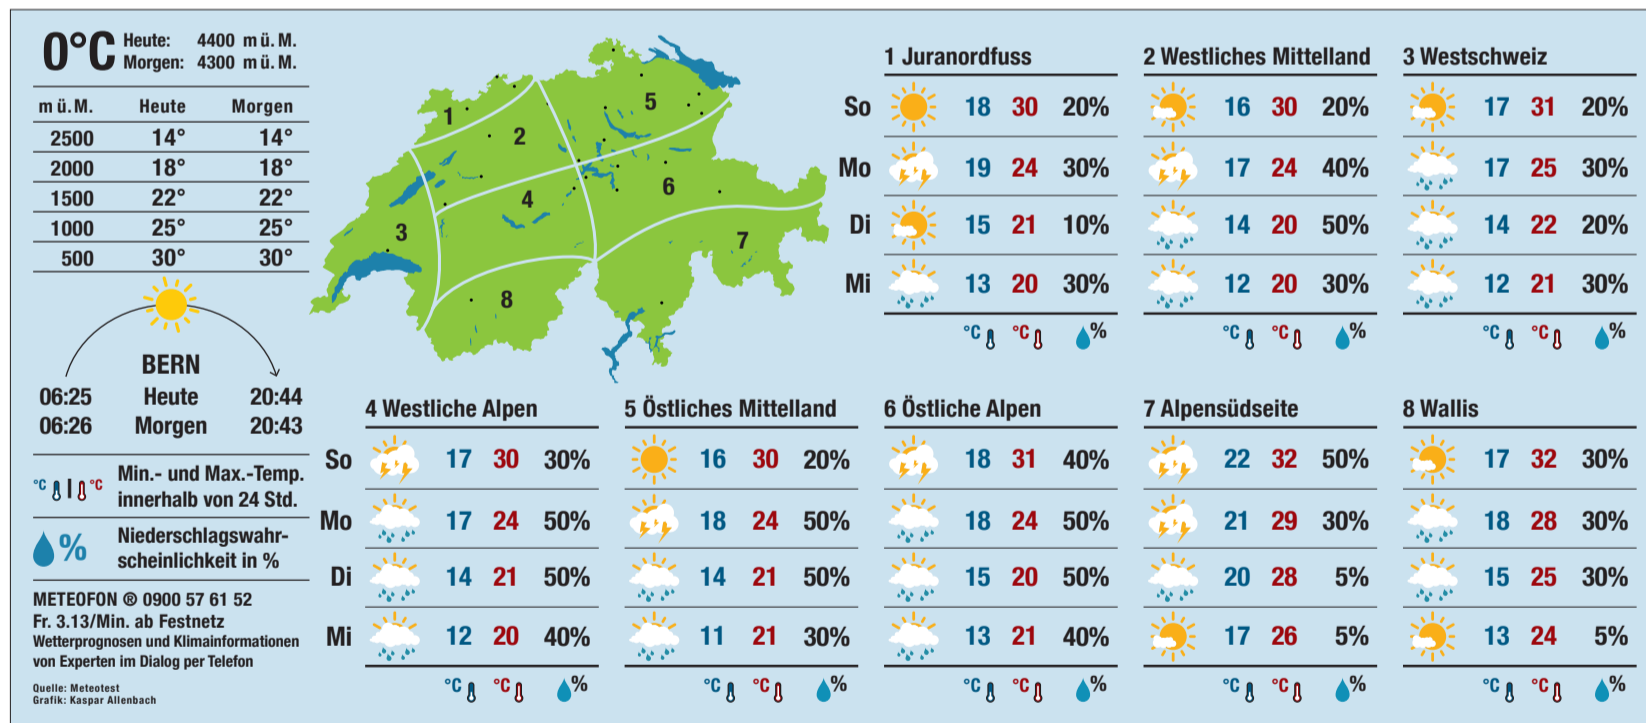 0°C
Heute: 4400 m ü. M.
Morgen: 4300 m ü. M.
m ü. M. Heute Morgen
2500 14° 14°
2000 18° 18°
1500 22° 22°
1000 25° 25°
500 30° 30°
BERN
06:25 Heute 20:44
06:26 Morgen 20:43
°C | °C Min.- und Max.-Temp.
innerhalb von 24 Std.
% Niederschlagswahr-
scheinlichkeit in %
METEOFON ® 0900 57 61 52
Fr. 3.13/Min. ab Festnetz
Wetterprognosen und Klimainformationen
von Experten im Dialog per Telefon
Quelle: Meteotest
Grafik: Kaspar Allenbach
1
2
3
4
5
6
7
8
1 Juranordfuss
So 18 30 20%
Mo 19 24 30%
Di 15 21 10%
Mi 13 20 30%
°C °C %
2 Westliches Mittelland
16 30 20%
17 24 40%
14 20 50%
12 20 30%
°C °C %
3 Westschweiz
17 31 20%
17 25 30%
14 22 20%
12 21 30%
°C °C %
4 Westliche Alpen
So 17 30 30%
Mo 17 24 50%
Di 14 21 50%
Mi 12 20 40%
°C °C %
5 Östliches Mittelland
16 30 20%
18 24 50%
14 21 50%
11 21 30%
°C °C %
6 Östliche Alpen
18 31 40%
18 24 50%
15 20 50%
13 21 40%
°C °C %
7 Alpensüdseite
22 32 50%
21 29 30%
20 28 5%
17 26 5%
°C °C %
8 Wallis
17 32 30%
18 28 30%
15 25 30%
13 24 5%
°C °C %